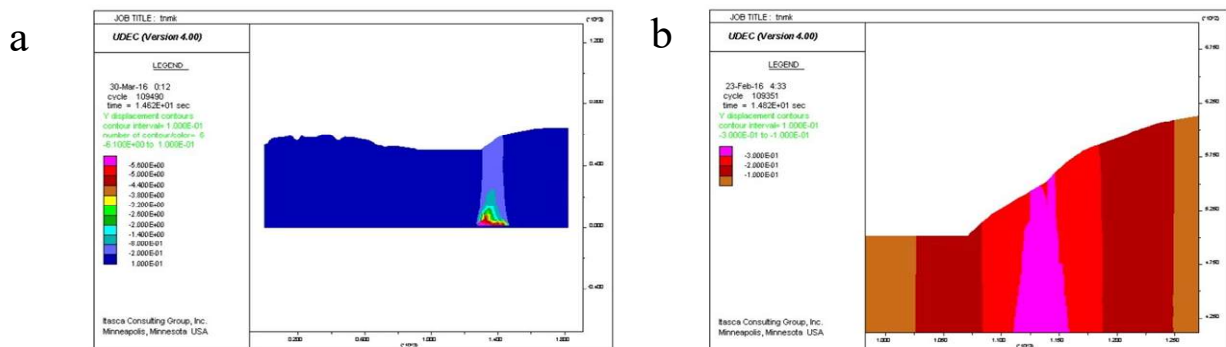 a
JOB TITLE : tnmk
UDEC (Version 4.00)
LEGEND
30-Mar-16 0:12
cycle 109490
time = 1.462E+01 sec
Y displacement contours
contour interval= 1.000E-01
-6.100E+00 to 1.000E-01
-5.600E+00
-5.000E+00
-4.400E+00
-3.800E+00
-3.200E+00
-2.600E+00
-2.000E+00
-1.400E+00
-8.000E-01
-2.000E-01
1.000E-01
Itasca Consulting Group, Inc.
Minneapolis, Minnesota USA
1.200
0.800
0.400
0.000
-0.400
0.200
0.600
1.000
1.400
1.800
b
JOB TITLE : tnmk
UDEC (Version 4.00)
LEGEND
23-Feb-16 4:33
cycle 109351
time = 1.482E+01 sec
Y displacement contours
contour interval= 1.000E-01
-3.000E-01 to -1.000E-01
-3.000E-01
-2.000E-01
-1.000E-01
Itasca Consulting Group, Inc.
Minneapolis, Minnesota USA
1.000
1.050
1.150
1.200
1.250